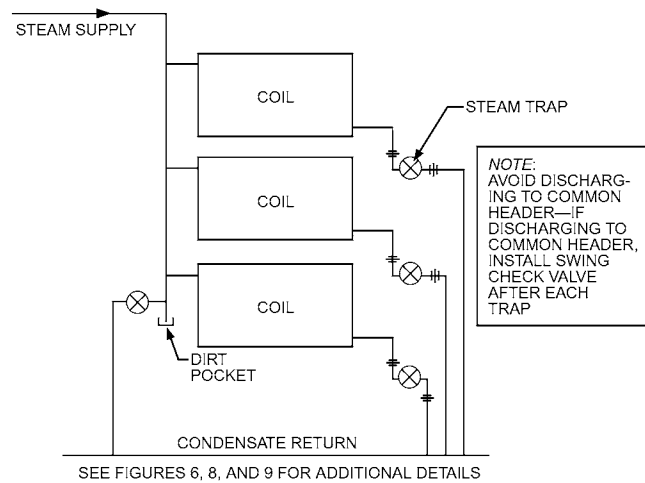 STEAM SUPPLY
COIL
STEAM TRAP
NOTE:
AVOID DISCHARG-
ING TO COMMON
HEADER—IF
DISCHARGING TO
COMMON HEADER,
INSTALL SWING
CHECK VALVE
AFTER EACH
TRAP
COIL
COIL
DIRT
POCKET
CONDENSATE RETURN
SEE FIGURES 6, 8, AND 9 FOR ADDITIONAL DETAILS